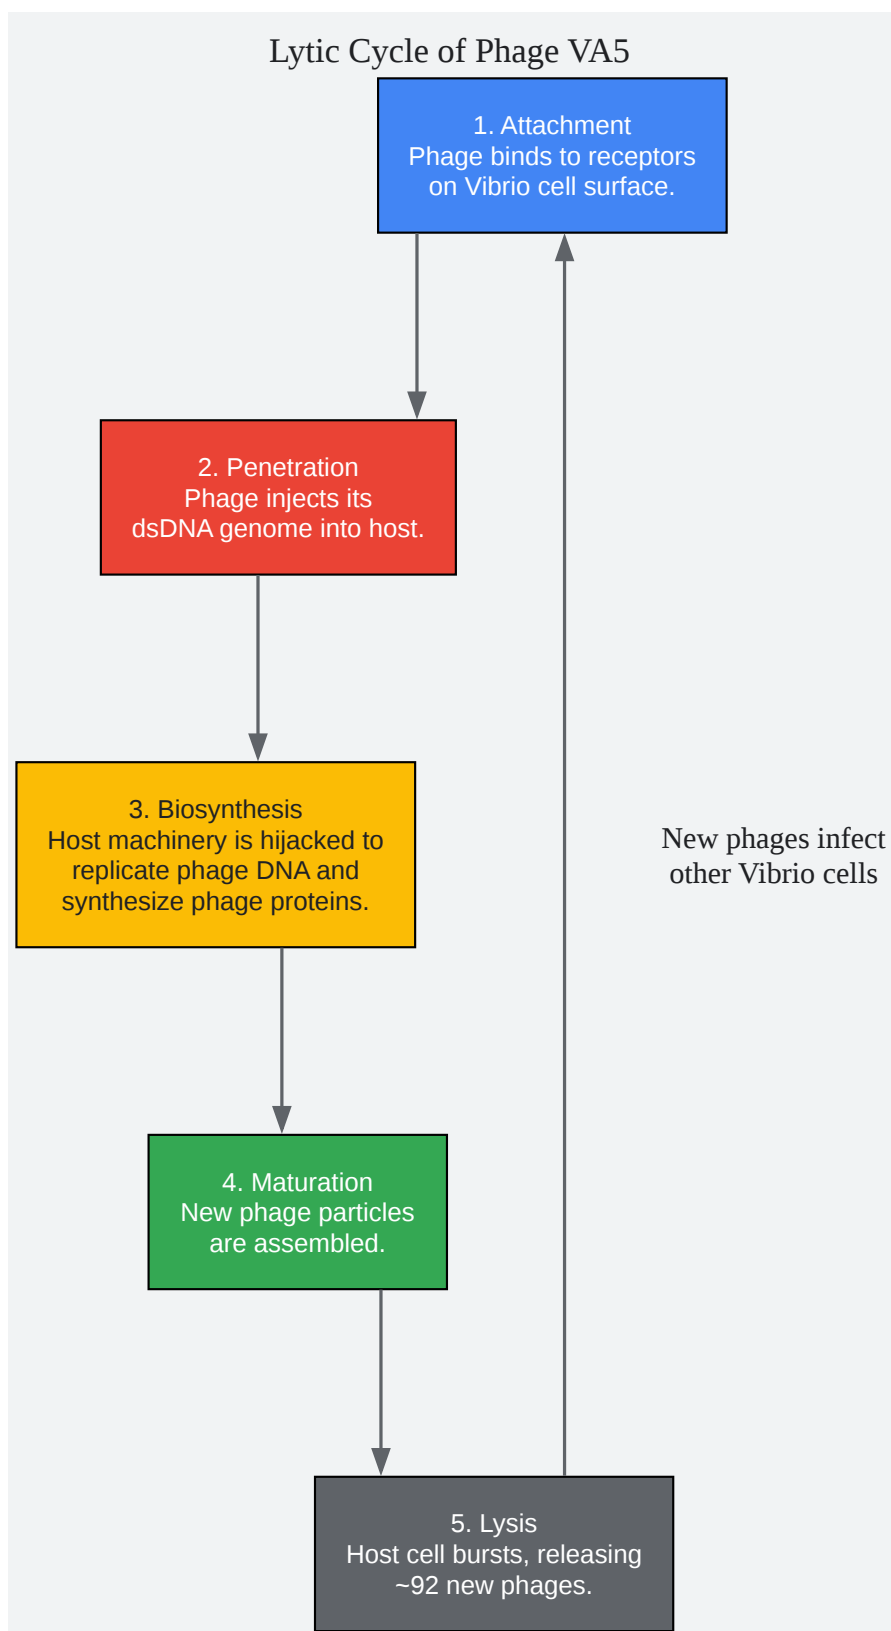 Lytic Cycle of Phage VA5
1. Attachment
Phage binds to receptors
on Vibrio cell surface.
2. Penetration
Phage injects its
dsDNA genome into host.
3. Biosynthesis
Host machinery is hijacked to
replicate phage DNA and
synthesize phage proteins.
New phages infect
other Vibrio cells
4. Maturation
New phage particles
are assembled.
5. Lysis
Host cell bursts, releasing
~92 new phages.